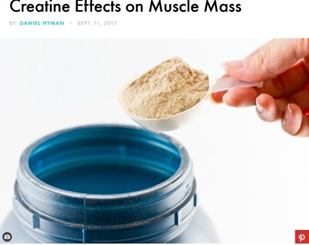 Creatine Effects on Muscle Mass
BY DANIEL HYMAN • SEPT. 11, 2017